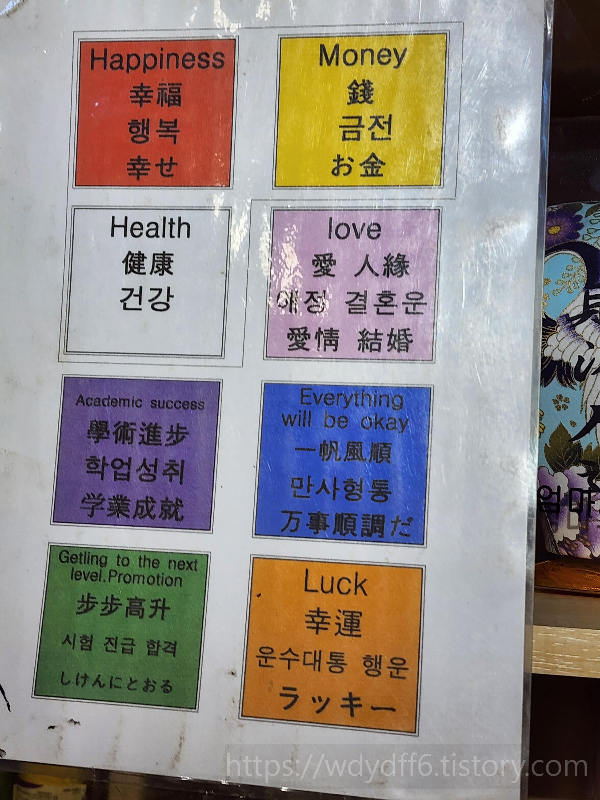 Happiness
幸福
행복
幸せ
Money
錢
금전
お金
Health
健康
건강
love
愛 人緣
애정 결혼운
愛情 結婚
Academic success
學術進步
학업성취
学業成就
Everything
will be okay
一帆風順
만사형통
万事順調だ
Getling to the next
level.Promotion
步步高升
시험 진급 합격
しけんにとおる
Luck
幸運
운수대통 행운
ラッキー
엄마
https://wdydff6.tistory.com